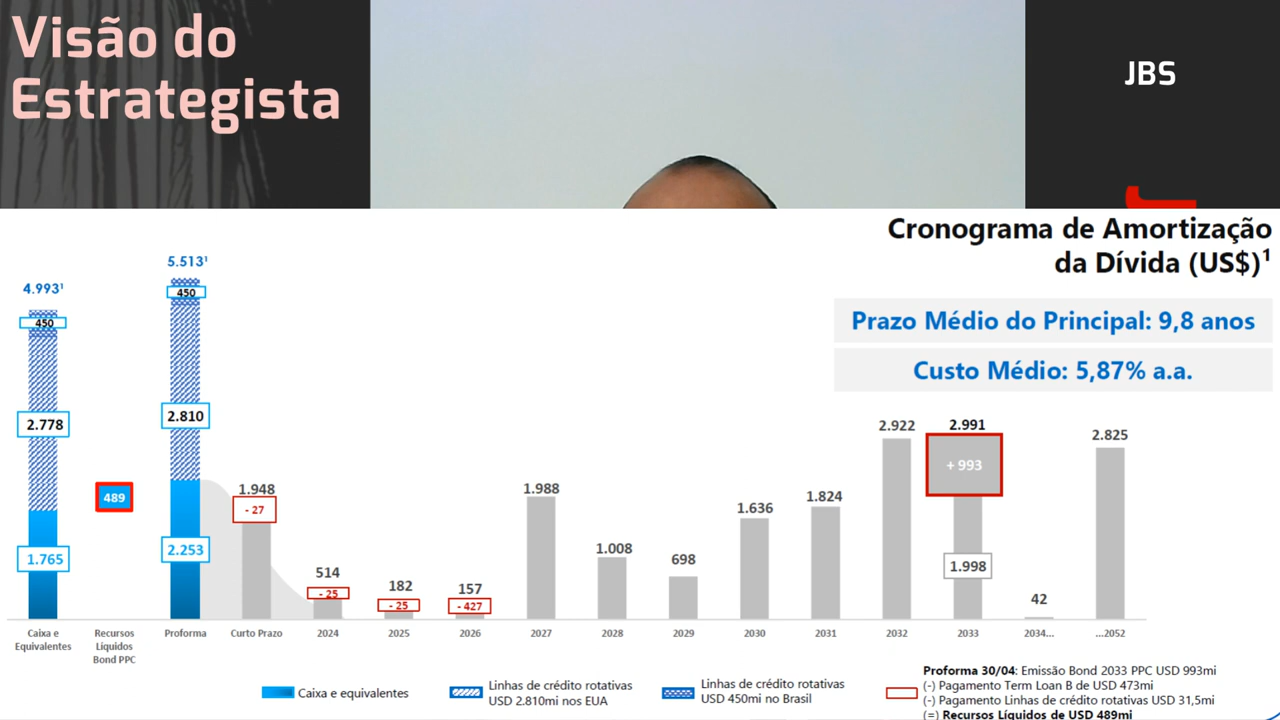 Visão do
Estrategista
JBS
Cronograma de Amortização
da Dívida (US$)¹
Prazo Médio do Principal: 9,8 anos
Custo Médio: 5,87% a.a.
4.993¹
450
2.778
1.765
489
5.513¹
450
2.810
2.253
1.948
- 27
514
- 25
182
- 25
157
- 427
1.988
1.008
698
1.636
1.824
2.922
2.991
+ 993
1.998
42
2.825
Caixa e
Equivalentes
Recursos
Líquidos
Bond PPC
Proforma
Curto Prazo
2024
2025
2026
2027
2028
2029
2030
2031
2032
2033
2034...
...2052
Caixa e equivalentes
Linhas de crédito rotativas
USD 2.810mi nos EUA
Linhas de crédito rotativas
USD 450mi no Brasil
Proforma 30/04: Emissão Bond 2033 PPC USD 993mi
(-) Pagamento Term Loan B de USD 473mi
(-) Pagamento Linhas de crédito rotativas USD 31,5mi
(=) Recursos Líquidos de USD 489mi